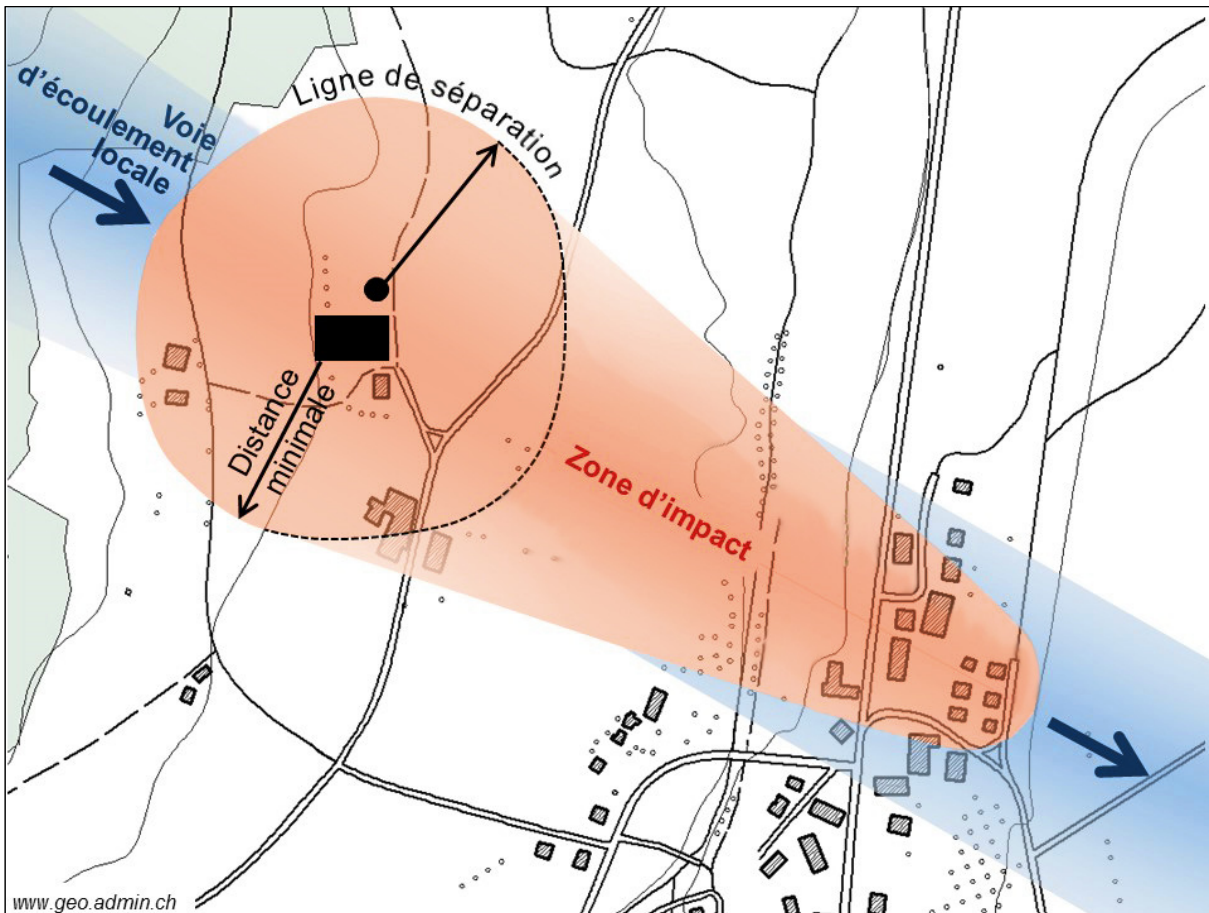 Voie
d'écoulement
locale
Ligne de séparation
Distance
minimale
Zone d'impact
www.geo.admin.ch